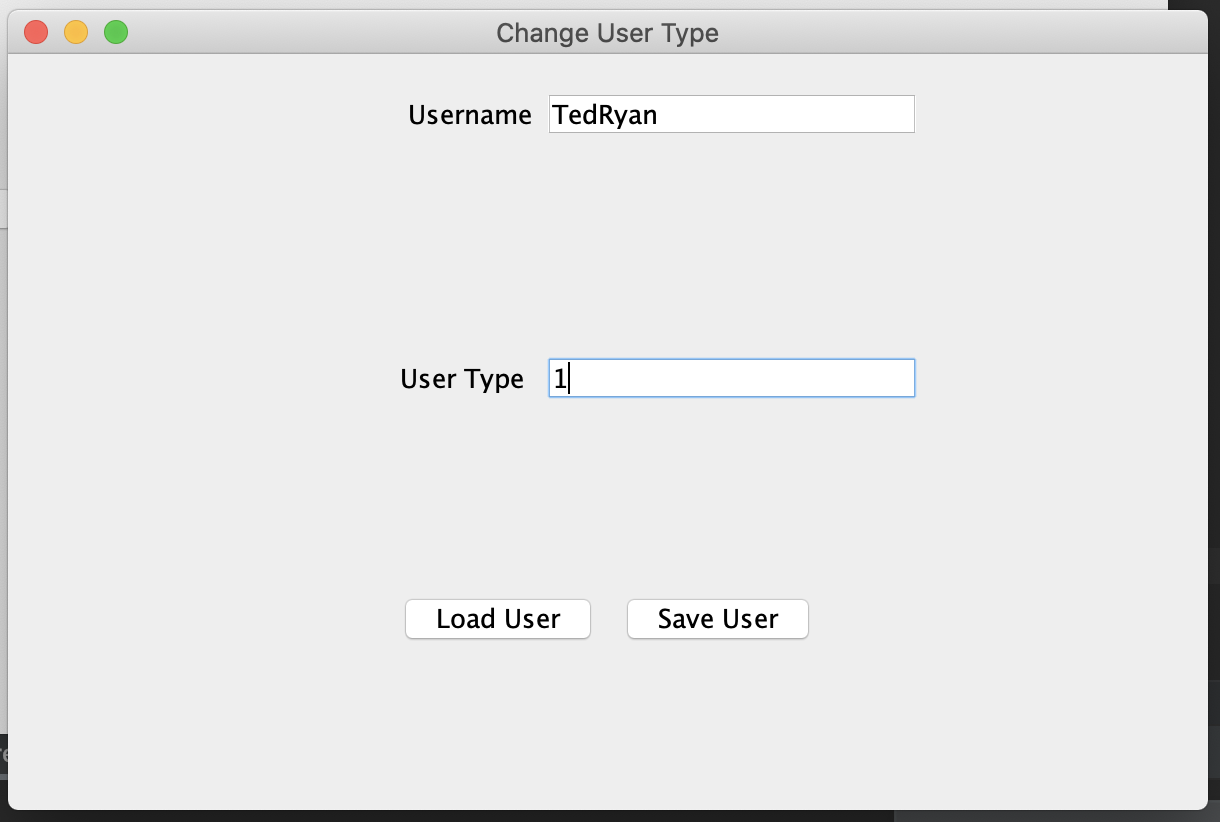 Change User Type
Username TedRyan
User Type 1
Load User Save User